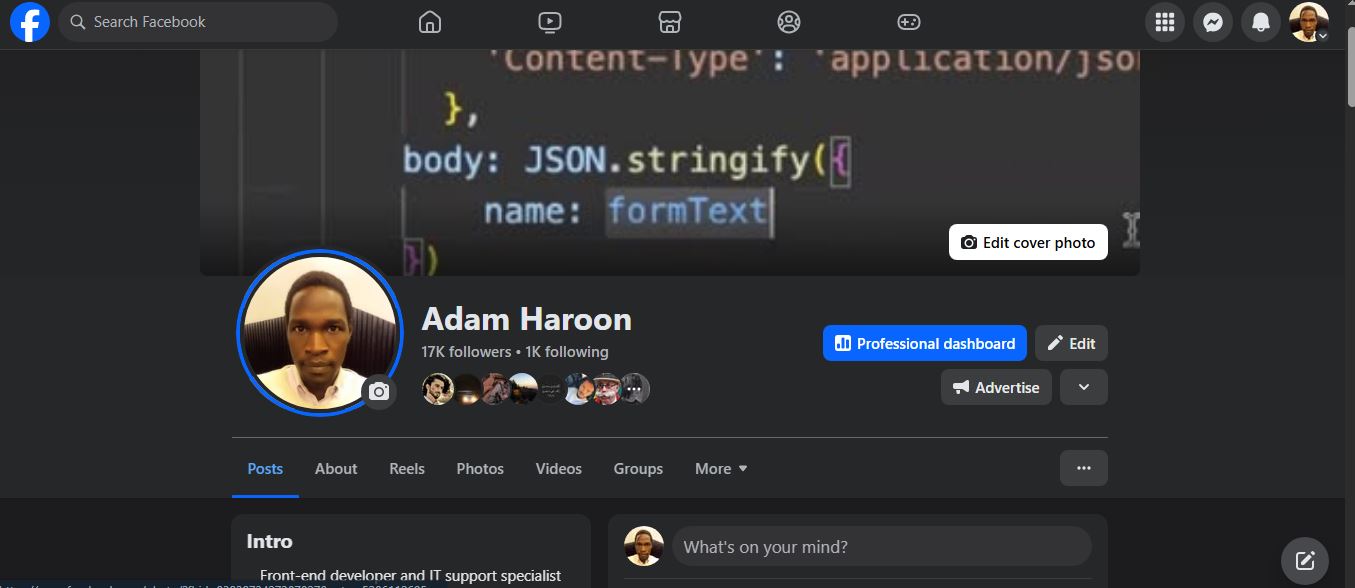 Search Facebook
'Content-Type': 'application/json
},
body: JSON.stringify({
name: formText
})
Edit cover photo
Adam Haroon
17K followers • 1K following
Professional dashboard
Edit
Advertise
Posts
About
Reels
Photos
Videos
Groups
More
Intro
What's on your mind?
Front-end developer and IT support specialist